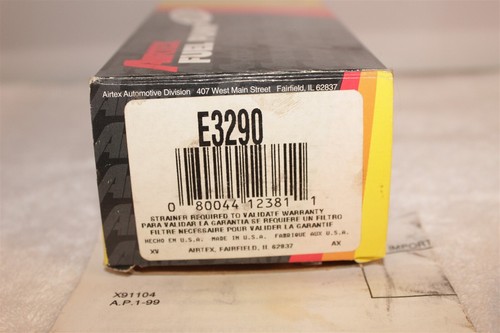 AIRTEX
FUEL
Airtex Automotive Division 407 West Main Street Fairfield, IL 62837
E3290
0 80044 12381 1
STRAINER REQUIRED TO VALIDATE WARRANTY
PARA VALIDAR LA GARANTIA SE REQUIERE UN FILTRO
FILTRE NECESSAIRE POUR VALIDER LA GARANTIE
HECHO EN U.S.A. MADE IN U.S.A. FABRIQUE AUX U.S.A.
XV AIRTEX, FAIRFIELD, IL 62837 AX
X91104
A.P.1-99